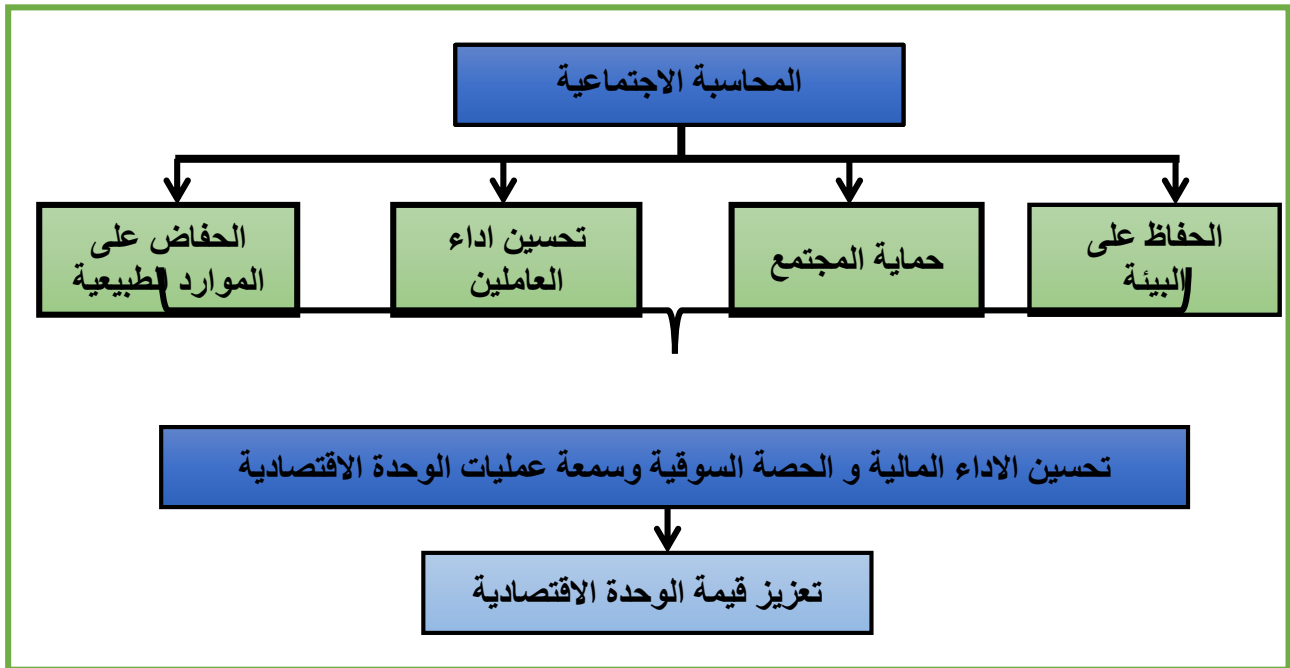 المحاسبة الاجتماعية
الحفاظ على
البيئة
حماية المجتمع
تحسين اداء
العاملين
الحفاض على
الموارد الطبيعية
تحسين الاداء المالية و الحصة السوقية وسمعة عمليات الوحدة الاقتصادية
تعزيز قيمة الوحدة الاقتصادية